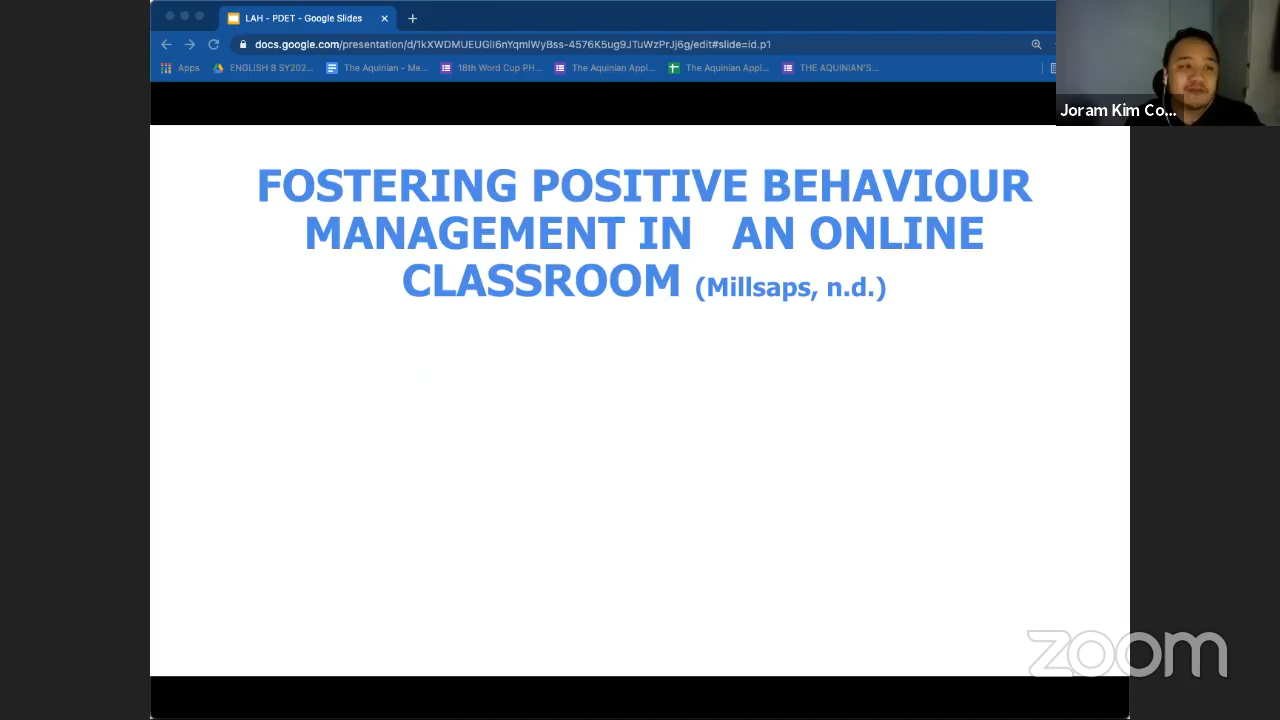 LAH - PDET - Google Slides
docs.google.com/presentation/d/1kXWDMUEUGlI6nYqmIWyBss-4576K5ug9JTuWzPrJj6g/edit#slide=id.p1
Apps ENGLISH 8 SY202... The Aquinian - Me... 18th Word Cup PH... The Aquinian Appl... The Aquinian Appl... THE AQUINIAN'S...
Joram Kim Co...
FOSTERING POSITIVE BEHAVIOUR
MANAGEMENT IN AN ONLINE
CLASSROOM (Millsaps, n.d.)
zoom